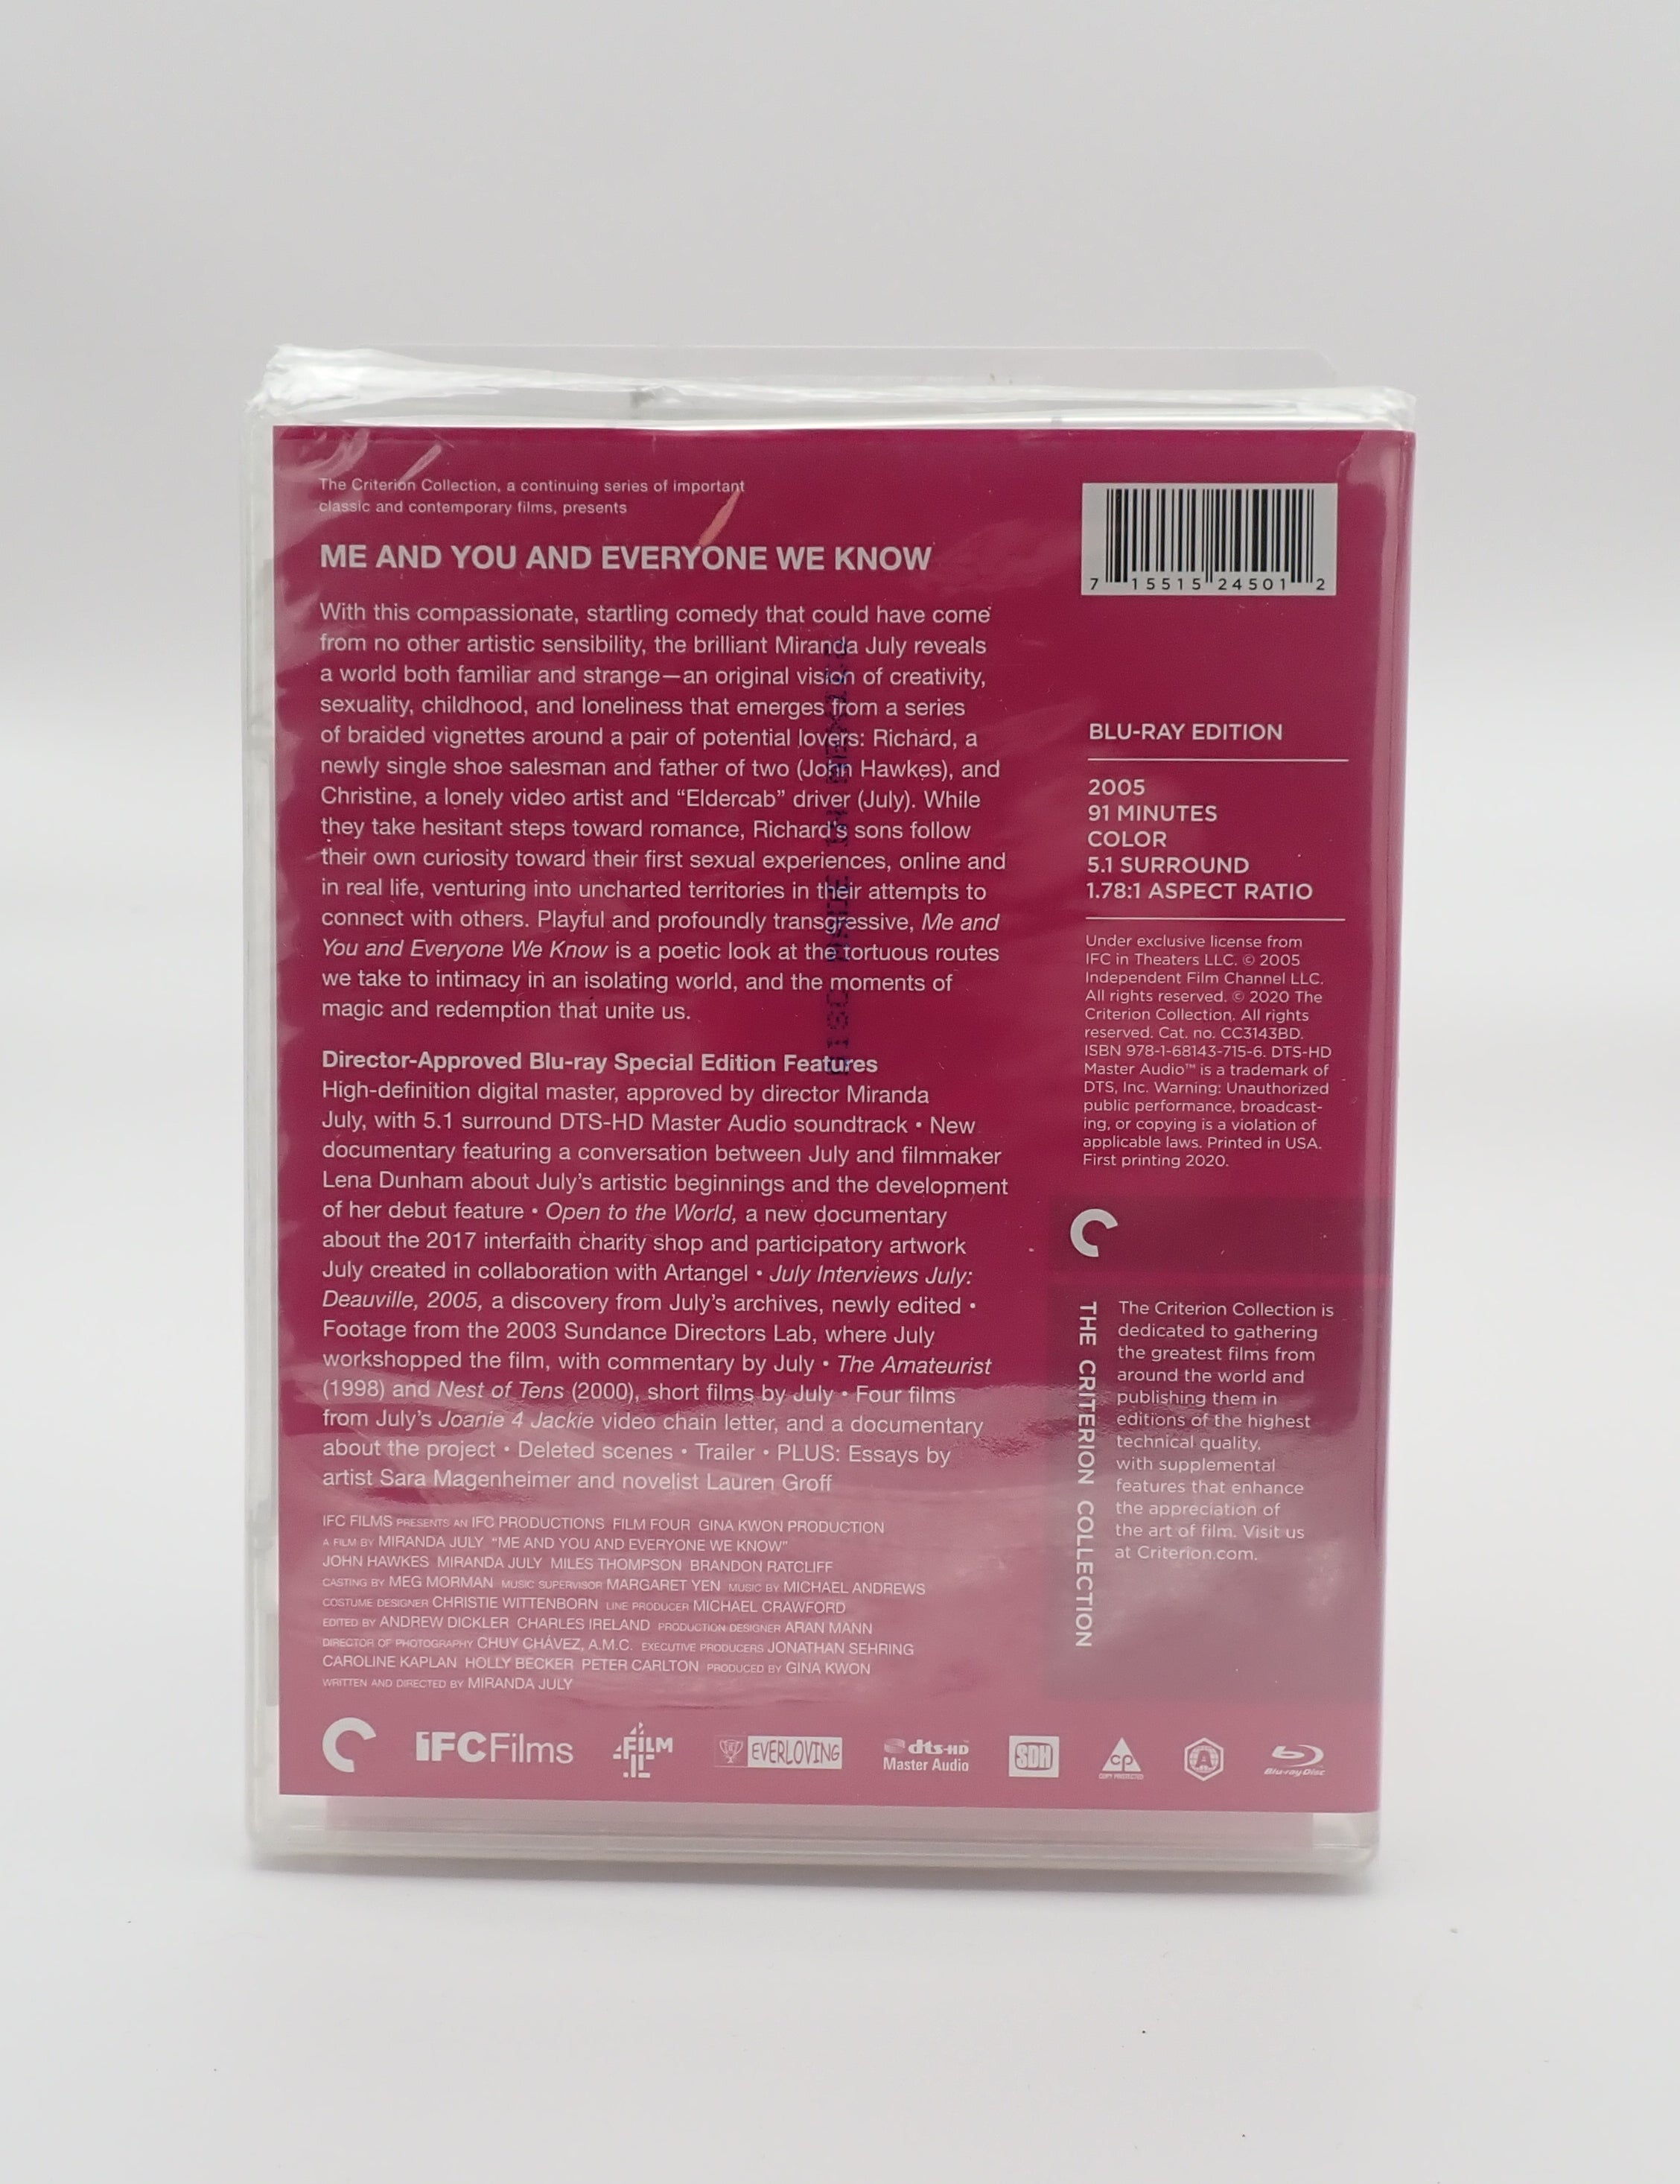 The Criterion Collection, a continuing series of important
classic and contemporary films, presents
ME AND YOU AND EVERYONE WE KNOW
With this compassionate, startling comedy that could have come
from no other artistic sensibility, the brilliant Miranda July reveals
a world both familiar and strange—an original vision of creativity,
sexuality, childhood, and loneliness that emerges from a series
of braided vignettes around a pair of potential lovers: Richard, a
newly single shoe salesman and father of two (John Hawkes), and
Christine, a lonely video artist and “Eldercab” driver (July). While
they take hesitant steps toward romance, Richard’s sons follow
their own curiosity toward their first sexual experiences, online and
in real life, venturing into uncharted territories in their attempts to
connect with others. Playful and profoundly transgressive, Me and
You and Everyone We Know is a poetic look at the tortuous routes
we take to intimacy in an isolating world, and the moments of
magic and redemption that unite us.
Director-Approved Blu-ray Special Edition Features
High-definition digital master, approved by director Miranda
July, with 5.1 surround DTS-HD Master Audio soundtrack • New
documentary featuring a conversation between July and filmmaker
Lena Dunham about July’s artistic beginnings and the development
of her debut feature • Open to the World, a new documentary
about the 2017 interfaith charity shop and participatory artwork
July created in collaboration with Artangel • July Interviews July:
Deauville, 2005, a discovery from July’s archives, newly edited •
Footage from the 2003 Sundance Directors Lab, where July
workshopped the film, with commentary by July • The Amateurist
(1998) and Nest of Tens (2000), short films by July • Four films
from July’s Joanie 4 Jackie video chain letter, and a documentary
about the project • Deleted scenes • Trailer • PLUS: Essays by
artist Sara Magenheimer and novelist Lauren Groff
IFC FILMS PRESENTS AN IFC PRODUCTIONS FILM FOUR GINA KWON PRODUCTION
A FILM BY MIRANDA JULY “ME AND YOU AND EVERYONE WE KNOW”
JOHN HAWKES MIRANDA JULY MILES THOMPSON BRANDON RATCLIFF
CASTING BY MEG MORMAN MUSIC SUPERVISOR MARGARET YEN MUSIC BY MICHAEL ANDREWS
COSTUME DESIGNER CHRISTIE WITTENBORN LINE PRODUCER MICHAEL CRAWFORD
EDITED BY ANDREW DICKLER CHARLES IRELAND PRODUCTION DESIGNER ARAN MANN
DIRECTOR OF PHOTOGRAPHY CHUY CHÁVEZ, A.M.C. EXECUTIVE PRODUCERS JONATHAN SEHRING
CAROLINE KAPLAN HOLLY BECKER PETER CARLTON PRODUCED BY GINA KWON
WRITTEN AND DIRECTED BY MIRANDA JULY
7 15515 24501 2
BLU-RAY EDITION
2005
91 MINUTES
COLOR
5.1 SURROUND
1.78:1 ASPECT RATIO
Under exclusive license from
IFC in Theaters LLC. © 2005
Independent Film Channel LLC.
All rights reserved. © 2020 The
Criterion Collection. All rights
reserved. Cat. no. CC3143BD.
ISBN 978-1-68143-715-6. DTS-HD
Master Audio™ is a trademark of
DTS, Inc. Warning: Unauthorized
public performance, broadcast-
ing, or copying is a violation of
applicable laws. Printed in USA.
First printing 2020.
THE CRITERION COLLECTION
The Criterion Collection is
dedicated to gathering
the greatest films from
around the world and
publishing them in
editions of the highest
technical quality,
with supplemental
features that enhance
the appreciation of
the art of film. Visit us
at Criterion.com.
IFC Films
FILM
EVERLOVING
dts-HD
Master Audio
SDH
CP
COPY PROTECTED
A
Blu-ray Disc